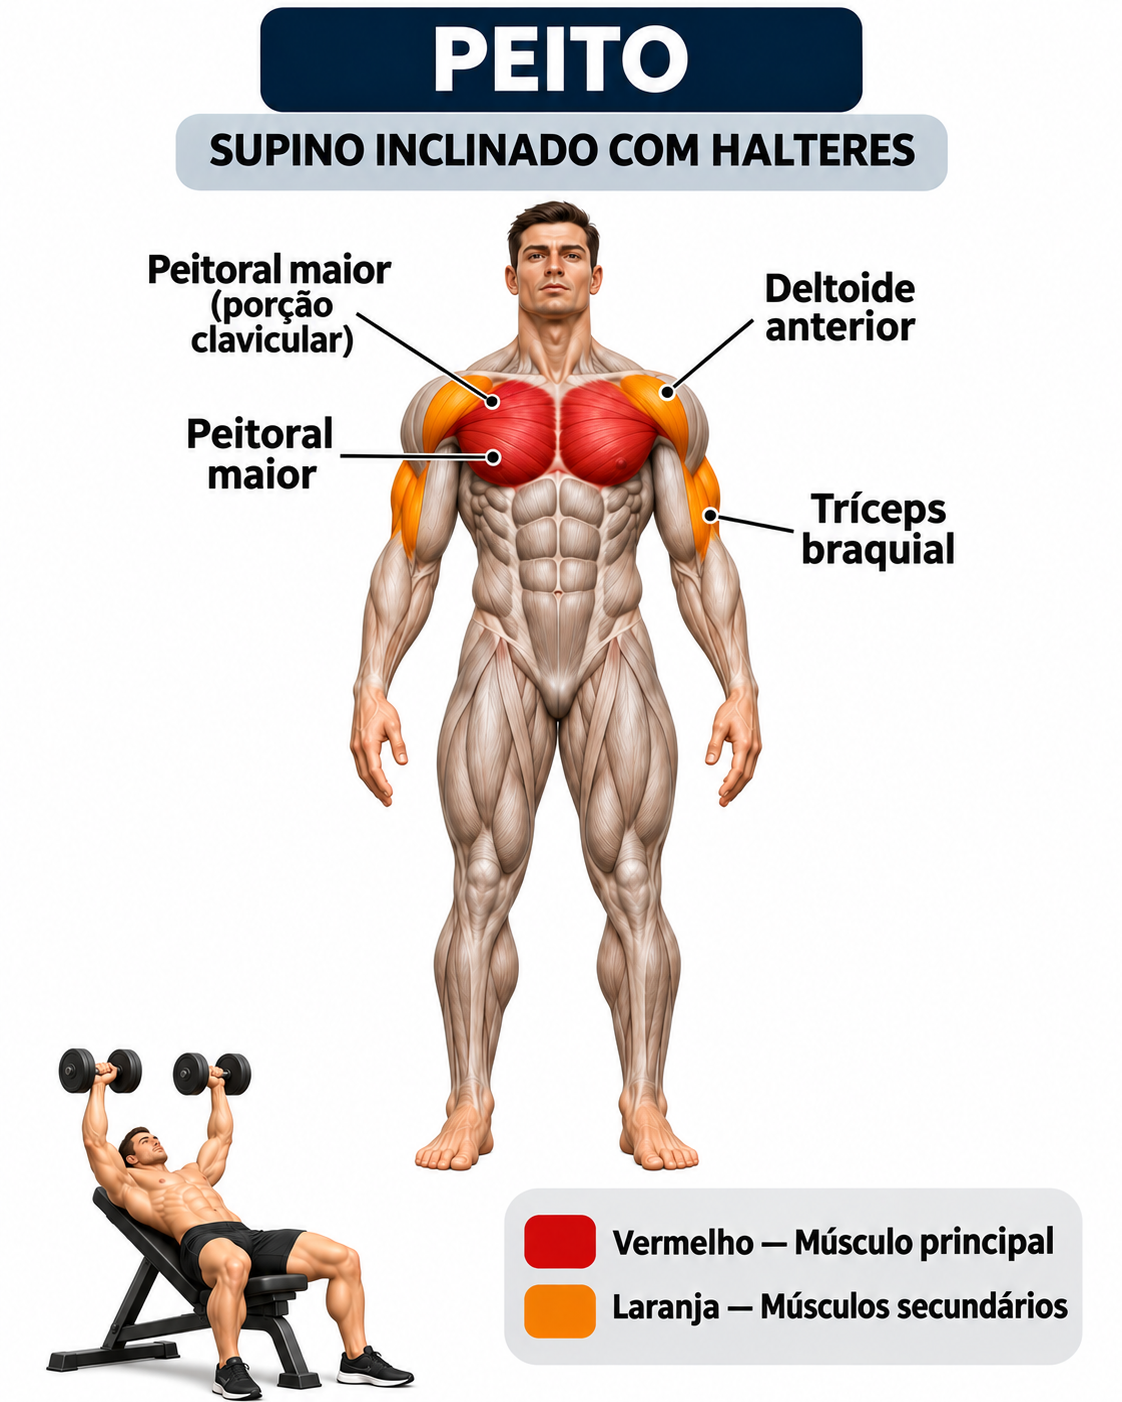 PEITO
SUPINO INCLINADO COM HALTERES
Peitoral maior
(porção
clavicular)
Deltoide
anterior
Peitoral
maior
Tríceps
braquial
Vermelho — Músculo principal
Laranja — Músculos secundários